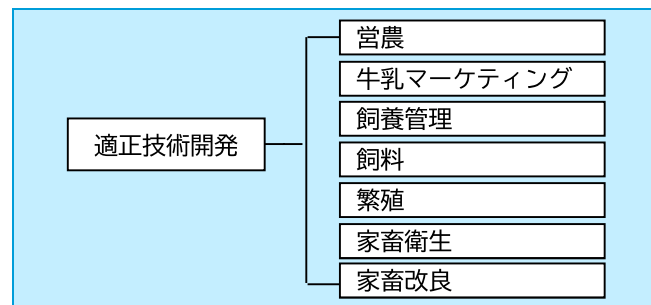 適正技術開発
営農
牛乳マーケティング
飼養管理
飼料
繁殖
家畜衛生
家畜改良